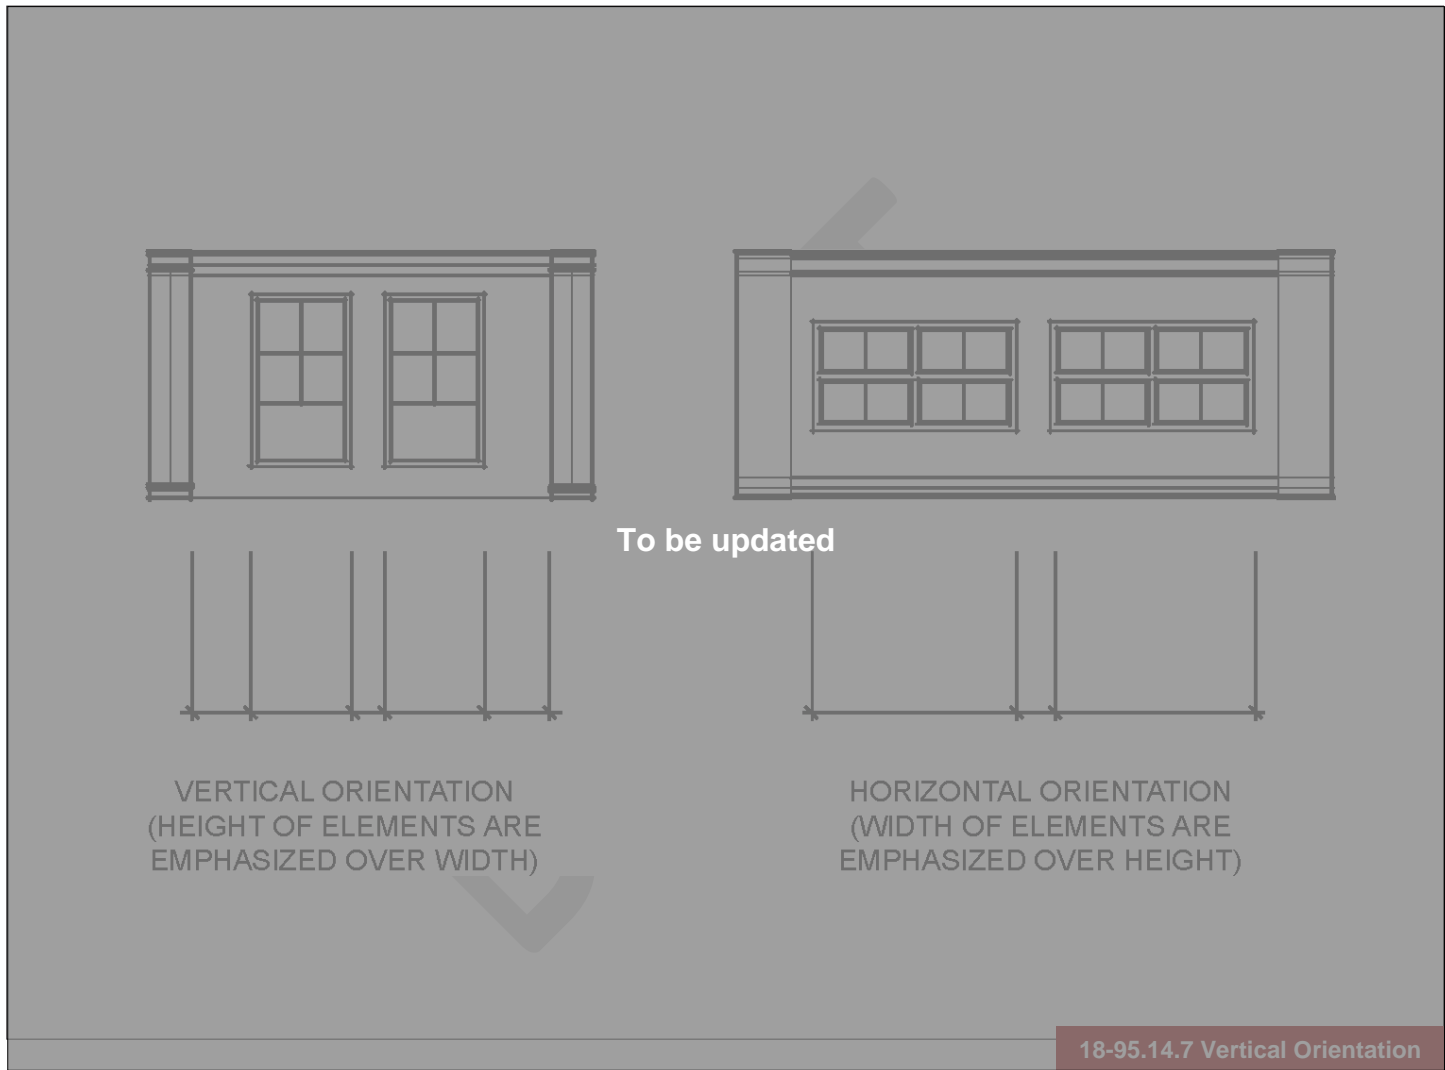 To be updated
VERTICAL ORIENTATION
(HEIGHT OF ELEMENTS ARE
EMPHASIZED OVER WIDTH)
HORIZONTAL ORIENTATION
(WIDTH OF ELEMENTS ARE
EMPHASIZED OVER HEIGHT)
18-95.14.7 Vertical Orientation